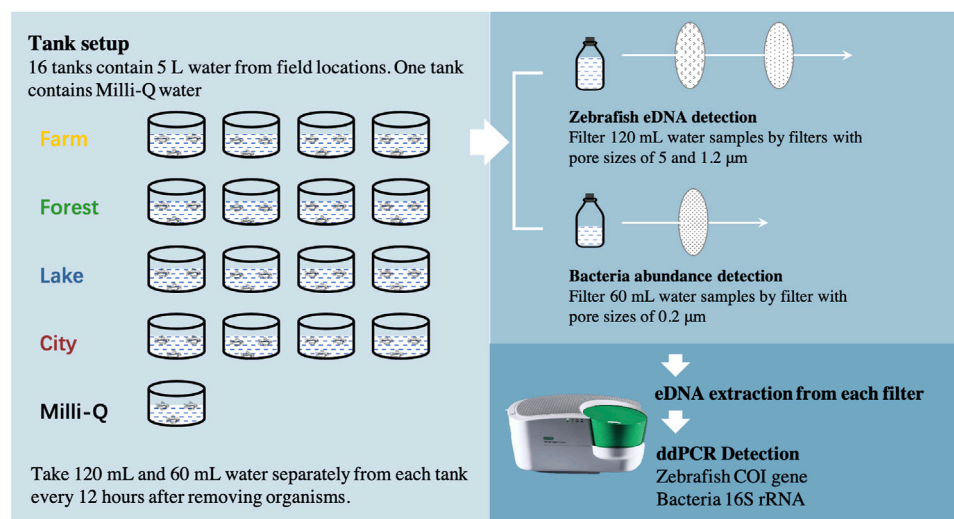 Tank setup
16 tanks contain 5 L water from field locations. One tank
contains Milli-Q water
Farm
Forest
Lake
City
Milli-Q
Take 120 mL and 60 mL water separately from each tank
every 12 hours after removing organisms.
Zebrafish eDNA detection
Filter 120 mL water samples by filters with
pore sizes of 5 and 1.2 μm
Bacteria abundance detection
Filter 60 mL water samples by filter with
pore sizes of 0.2 μm
eDNA extraction from each filter
ddPCR Detection
Zebrafish COI gene
Bacteria 16S rRNA